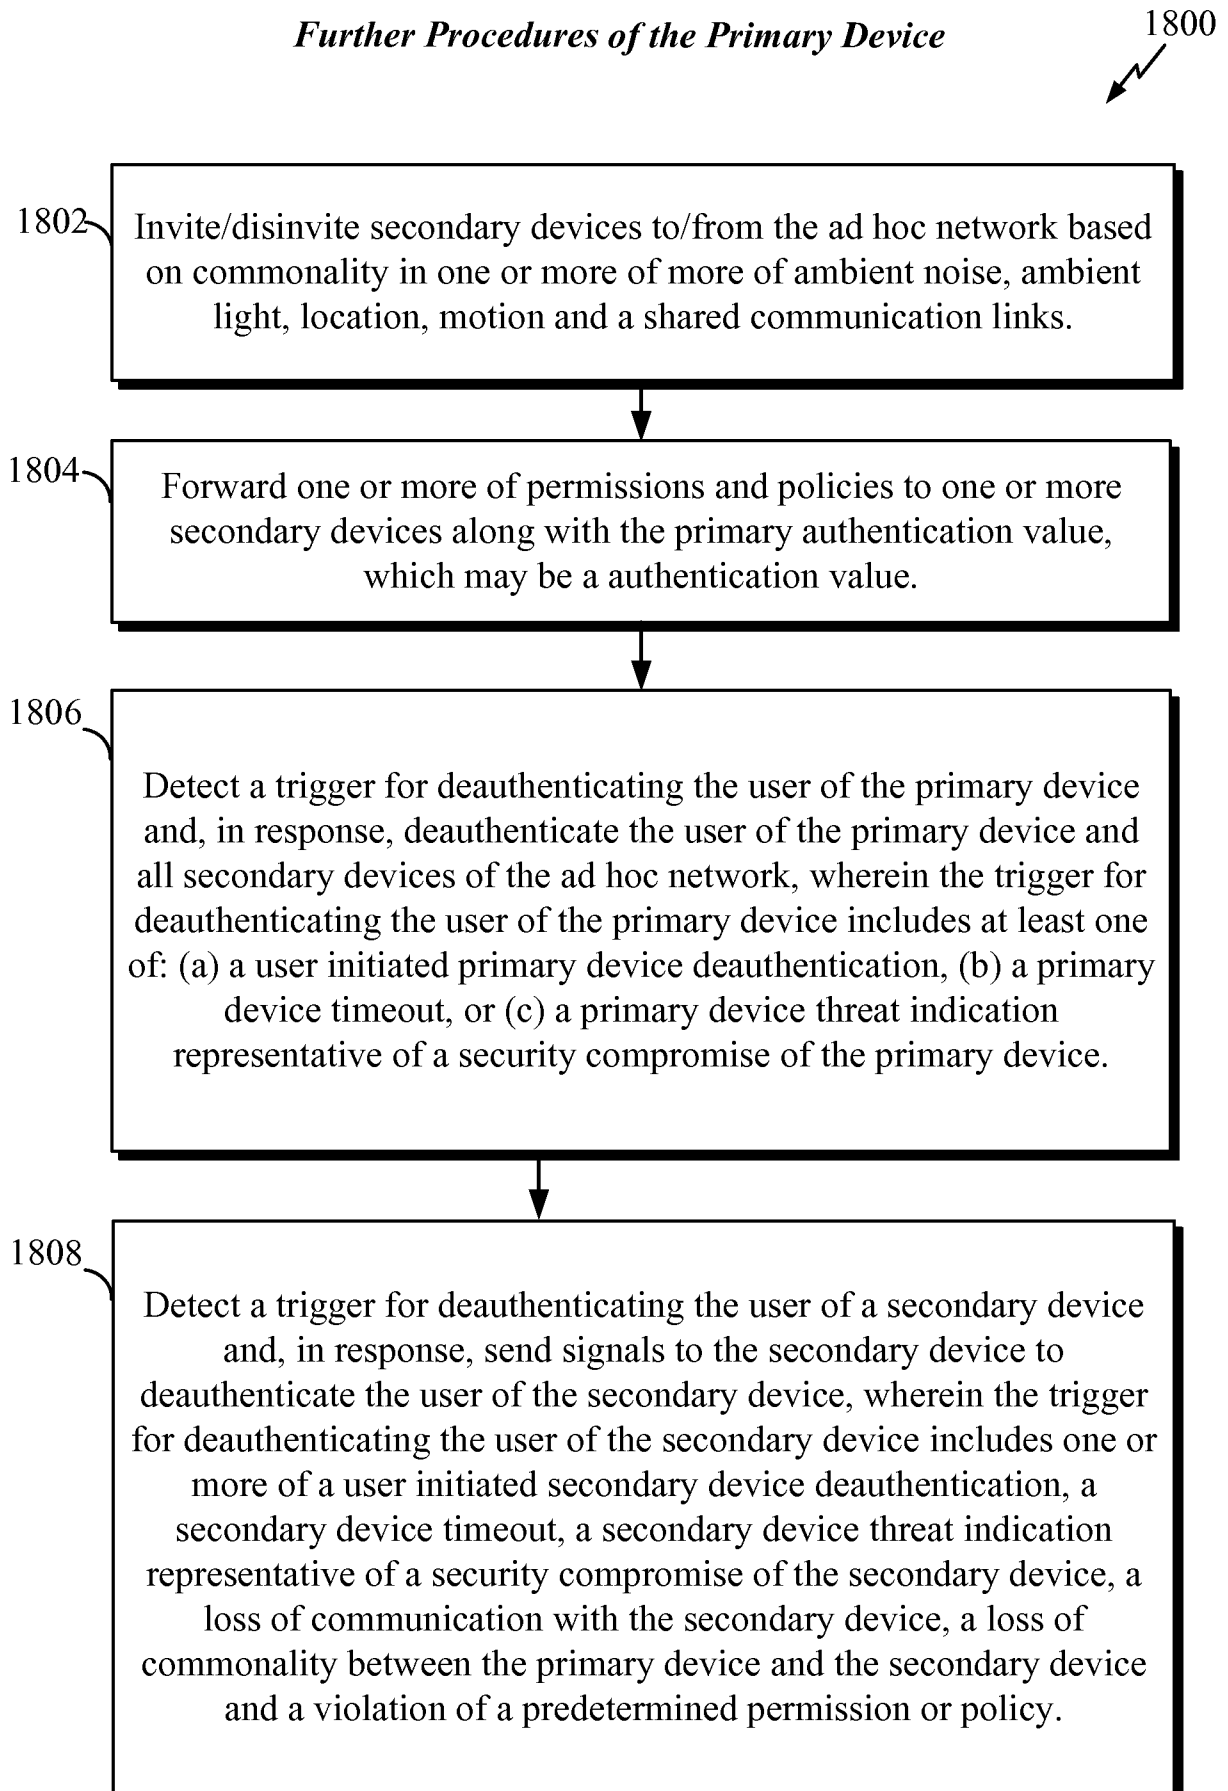 Further Procedures of the Primary Device
1800
1802
Invite/disinvite secondary devices to/from the ad hoc network based
on commonality in one or more of more of ambient noise, ambient
light, location, motion and a shared communication links.
1804
Forward one or more of permissions and policies to one or more
secondary devices along with the primary authentication value,
which may be a authentication value.
1806
Detect a trigger for deauthenticating the user of the primary device
and, in response, deauthenticate the user of the primary device and
all secondary devices of the ad hoc network, wherein the trigger for
deauthenticating the user of the primary device includes at least one
of: (a) a user initiated primary device deauthentication, (b) a primary
device timeout, or (c) a primary device threat indication
representative of a security compromise of the primary device.
1808
Detect a trigger for deauthenticating the user of a secondary device
and, in response, send signals to the secondary device to
deauthenticate the user of the secondary device, wherein the trigger
for deauthenticating the user of the secondary device includes one or
more of a user initiated secondary device deauthentication, a
secondary device timeout, a secondary device threat indication
representative of a security compromise of the secondary device, a
loss of communication with the secondary device, a loss of
commonality between the primary device and the secondary device
and a violation of a predetermined permission or policy.